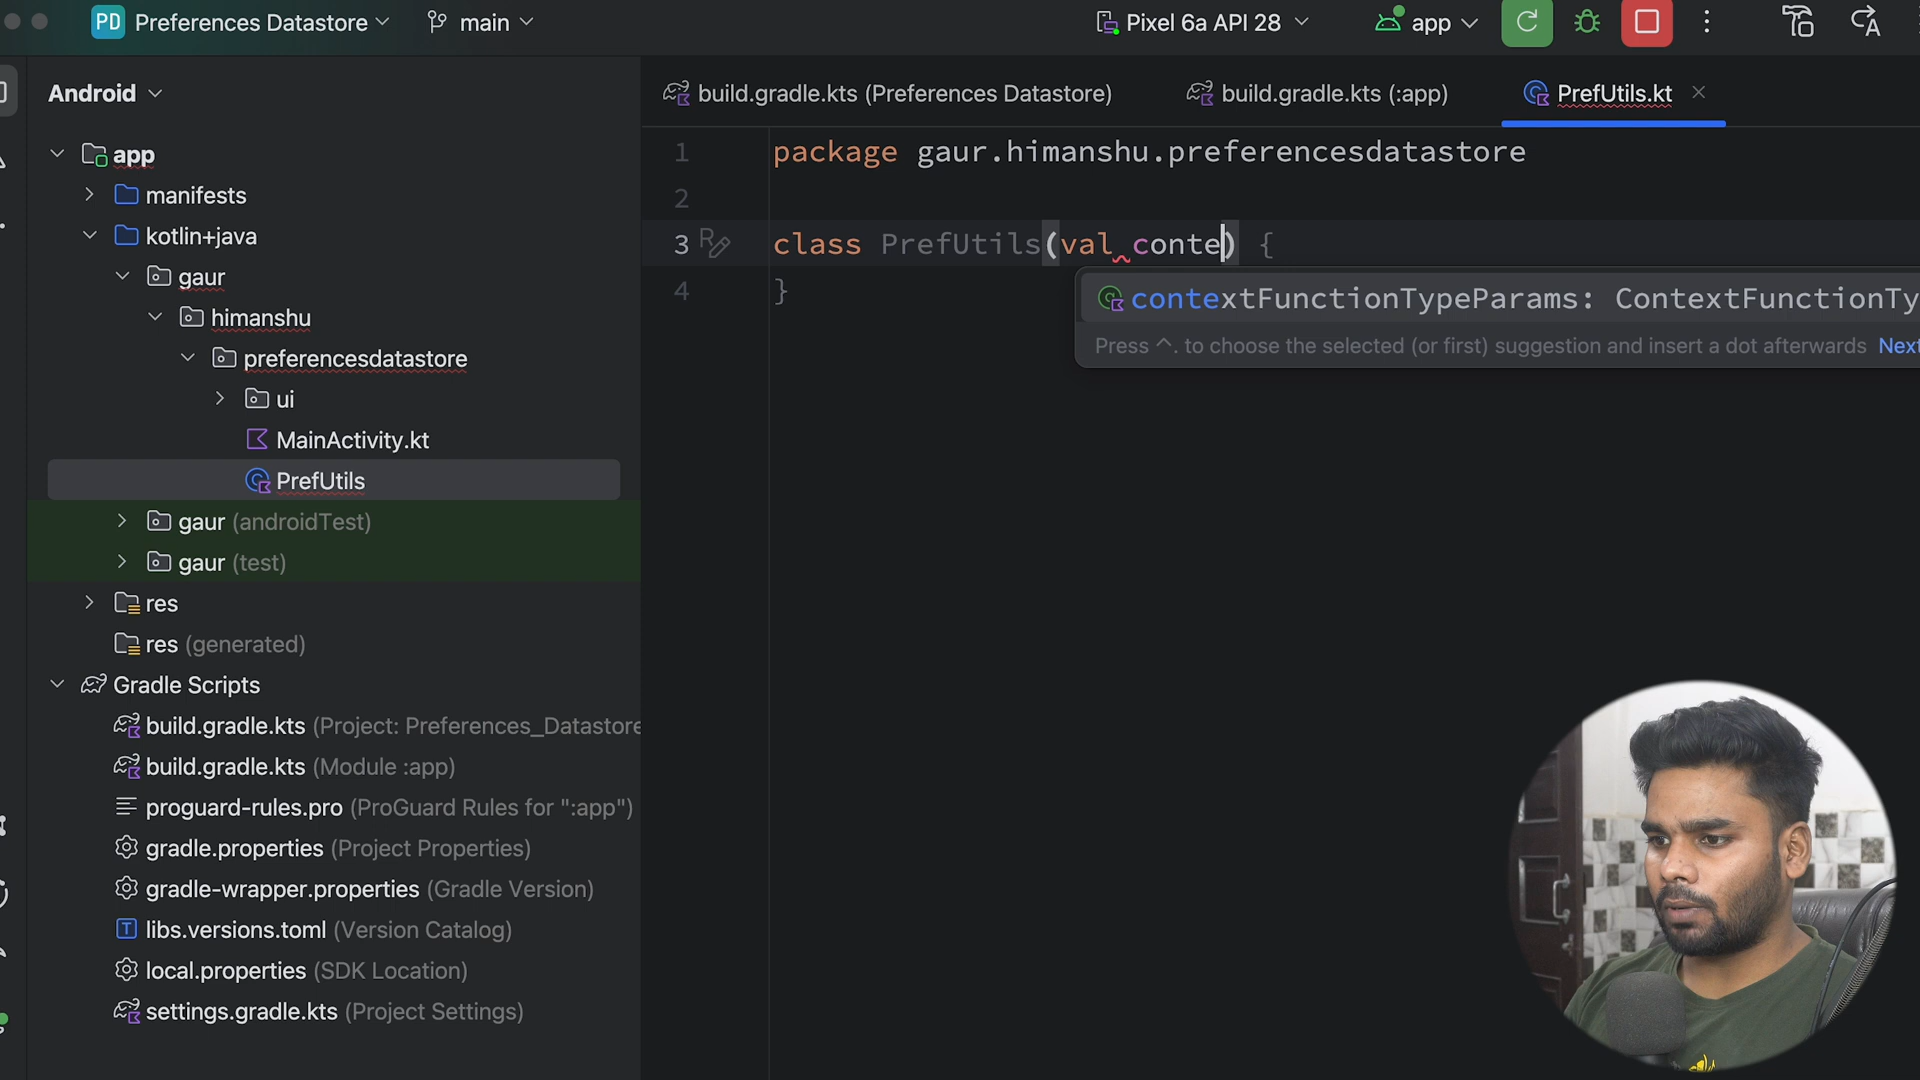 PD Preferences Datastore main Pixel 6a API 28 app
Android
build.gradle.kts (Preferences Datastore) build.gradle.kts (:app) PrefUtils.kt
app
manifests
kotlin+java
gaur
himanshu
preferencesdatastore
ui
MainActivity.kt
PrefUtils
gaur (androidTest)
gaur (test)
res
res (generated)
Gradle Scripts
build.gradle.kts (Project: Preferences_Datastore
build.gradle.kts (Module :app)
proguard-rules.pro (ProGuard Rules for ":app")
gradle.properties (Project Properties)
gradle-wrapper.properties (Gradle Version)
libs.versions.toml (Version Catalog)
local.properties (SDK Location)
settings.gradle.kts (Project Settings)
1 package gaur.himanshu.preferencesdatastore
2
3 class PrefUtils(val conte) {
4 }
contextFunctionTypeParams: ContextFunctionTy
Press ^. to choose the selected (or first) suggestion and insert a dot afterwards Next